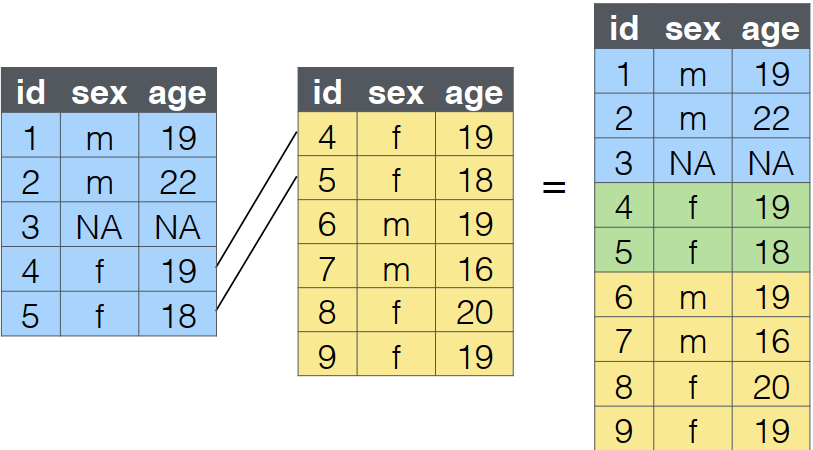 id sex age
1 m 19
2 m 22
3 NA NA
4 f 19
5 f 18
id sex age
4 f 19
5 f 18
6 m 19
7 m 16
8 f 20
9 f 19
=
id sex age
1 m 19
2 m 22
3 NA NA
4 f 19
5 f 18
6 m 19
7 m 16
8 f 20
9 f 19